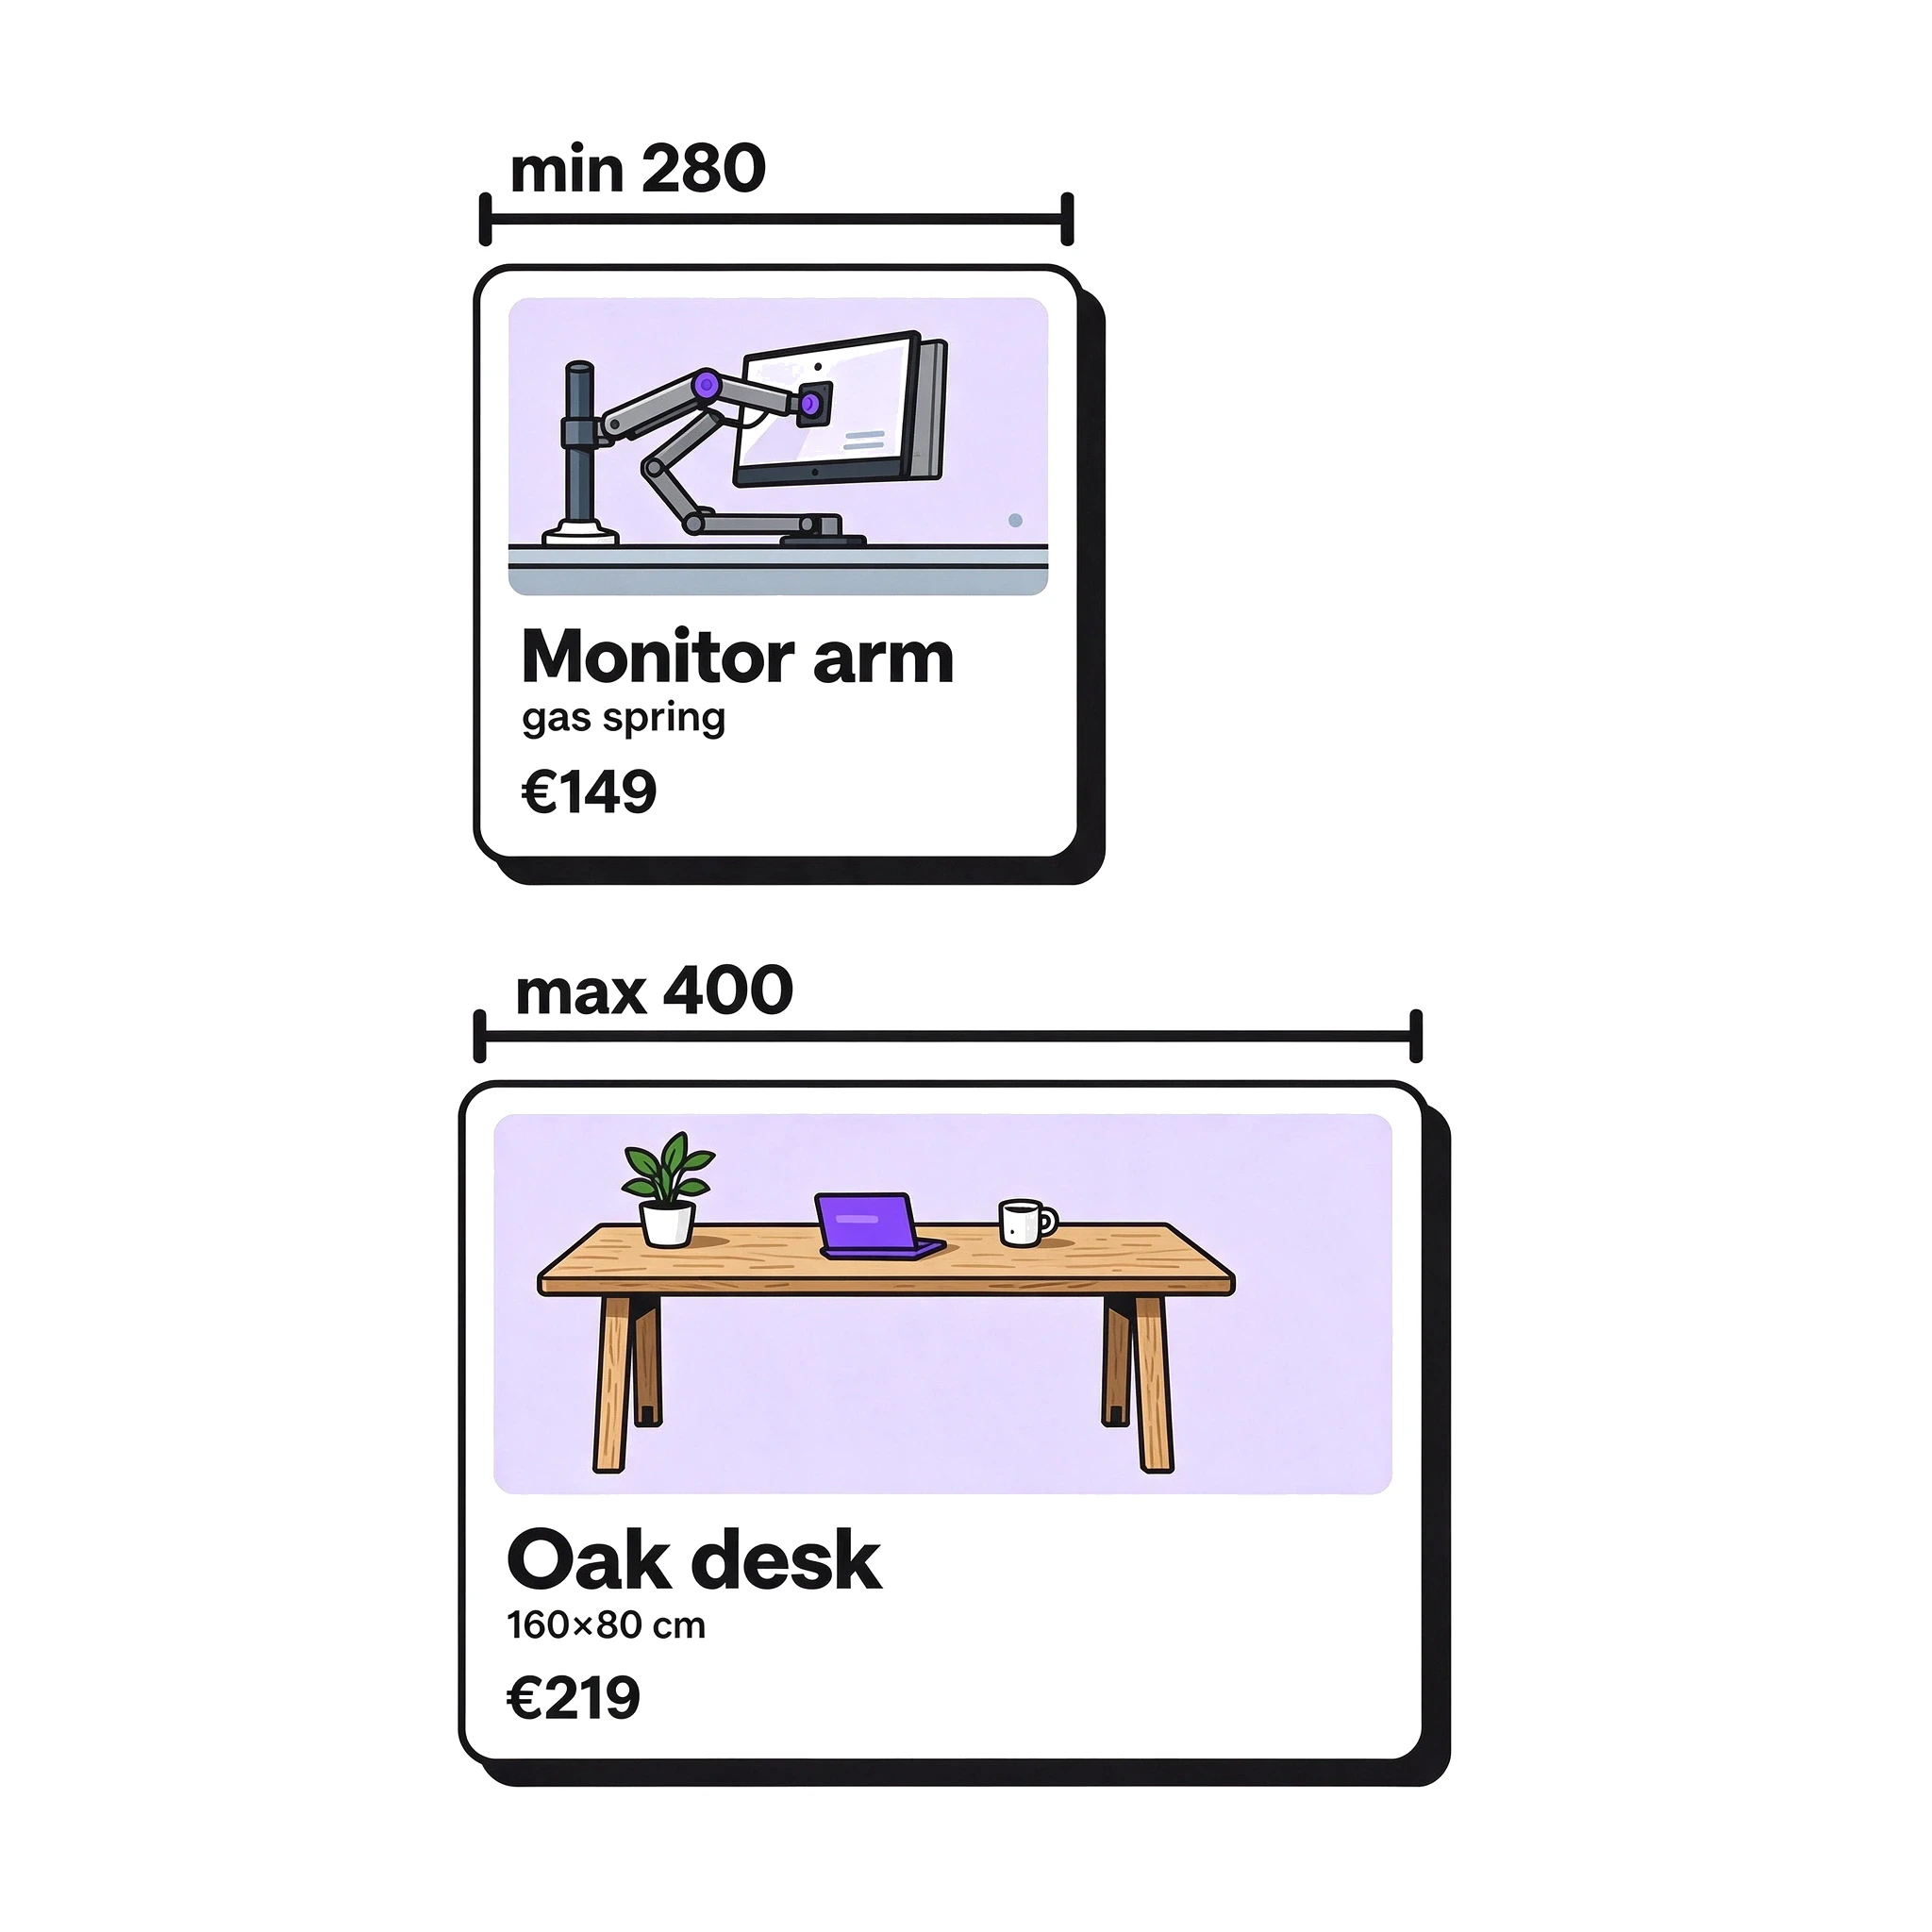 min 280
Monitor arm
gas spring
€149
max 400
Oak desk
160×80 cm
€219